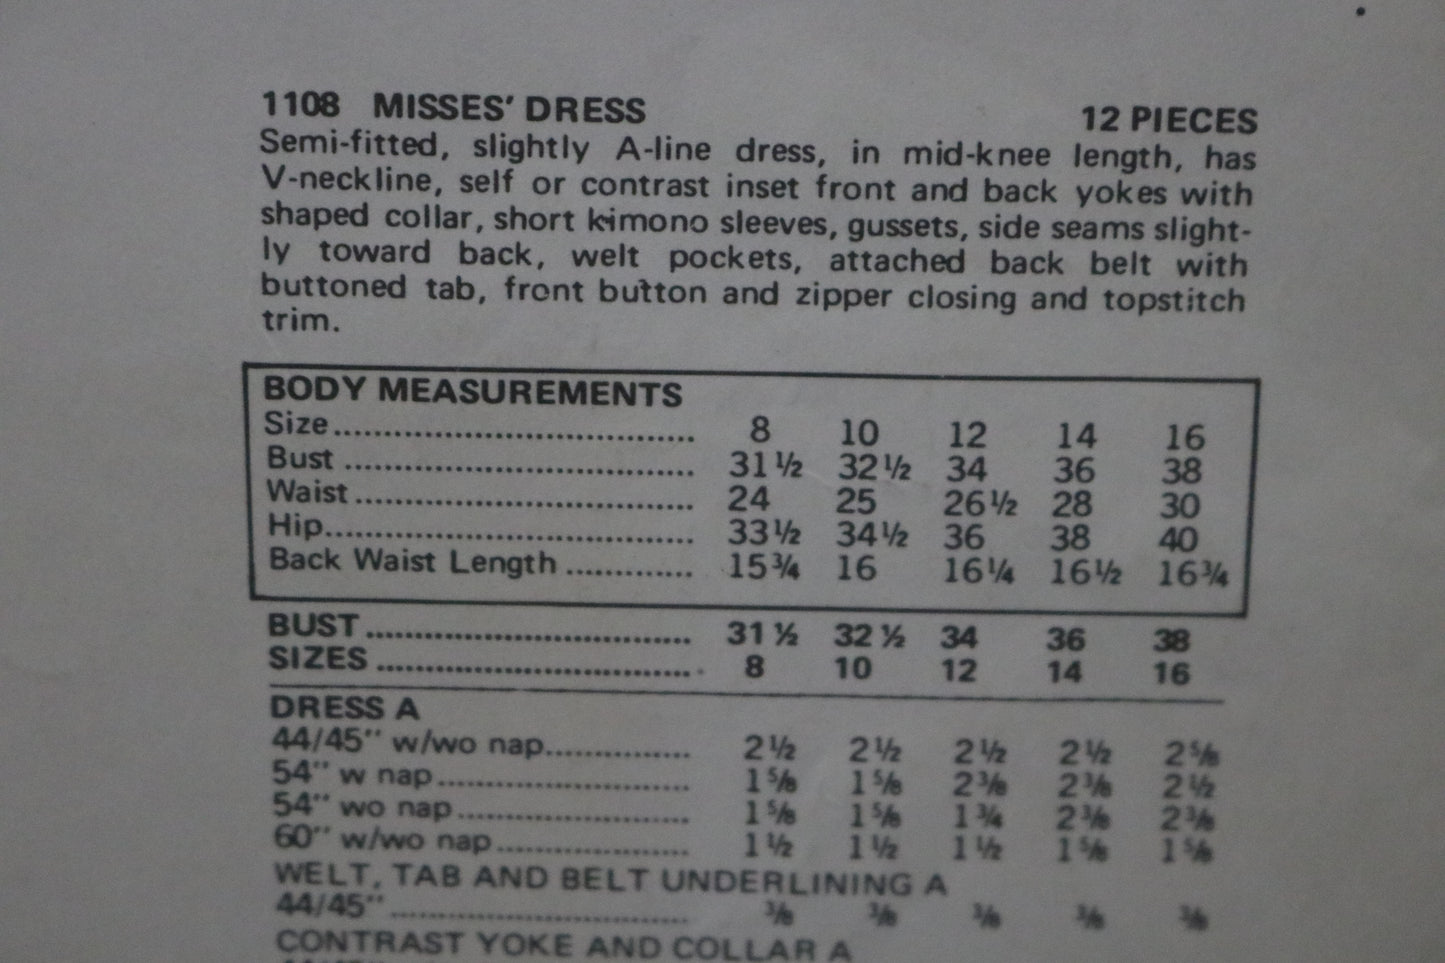 1108 MISSES' DRESS 12 PIECES
Semi-fitted, slightly A-line dress, in mid-knee length, has
V-neckline, self or contrast inset front and back yokes with
shaped collar, short kimono sleeves, gussets, side seams slight-
ly toward back, welt pockets, attached back belt with
buttoned tab, front button and zipper closing and topstitch
trim.
BODY MEASUREMENTS
Size 8 10 12 14 16
Bust 31½ 32½ 34 36 38
Waist 24 25 26½ 28 30
Hip 33½ 34½ 36 38 40
Back Waist Length 15¾ 16 16¼ 16½ 16¾
BUST 31½ 32½ 34 36 38
SIZES 8 10 12 14 16
DRESS A
44/45" w/wo nap 2½ 2½ 2½ 2½ 2⅝
54" w nap 1⅝ 1⅝ 2⅜ 2⅜ 2½
54" wo nap 1⅝ 1⅝ 1¾ 2⅜ 2⅜
60" w/wo nap 1½ 1½ 1½ 1⅝ 1⅝
WELT, TAB AND BELT UNDERLINING A
44/45" ⅜ ⅜ ⅜ ⅜ ⅜
CONTRAST YOKE AND COLLAR A